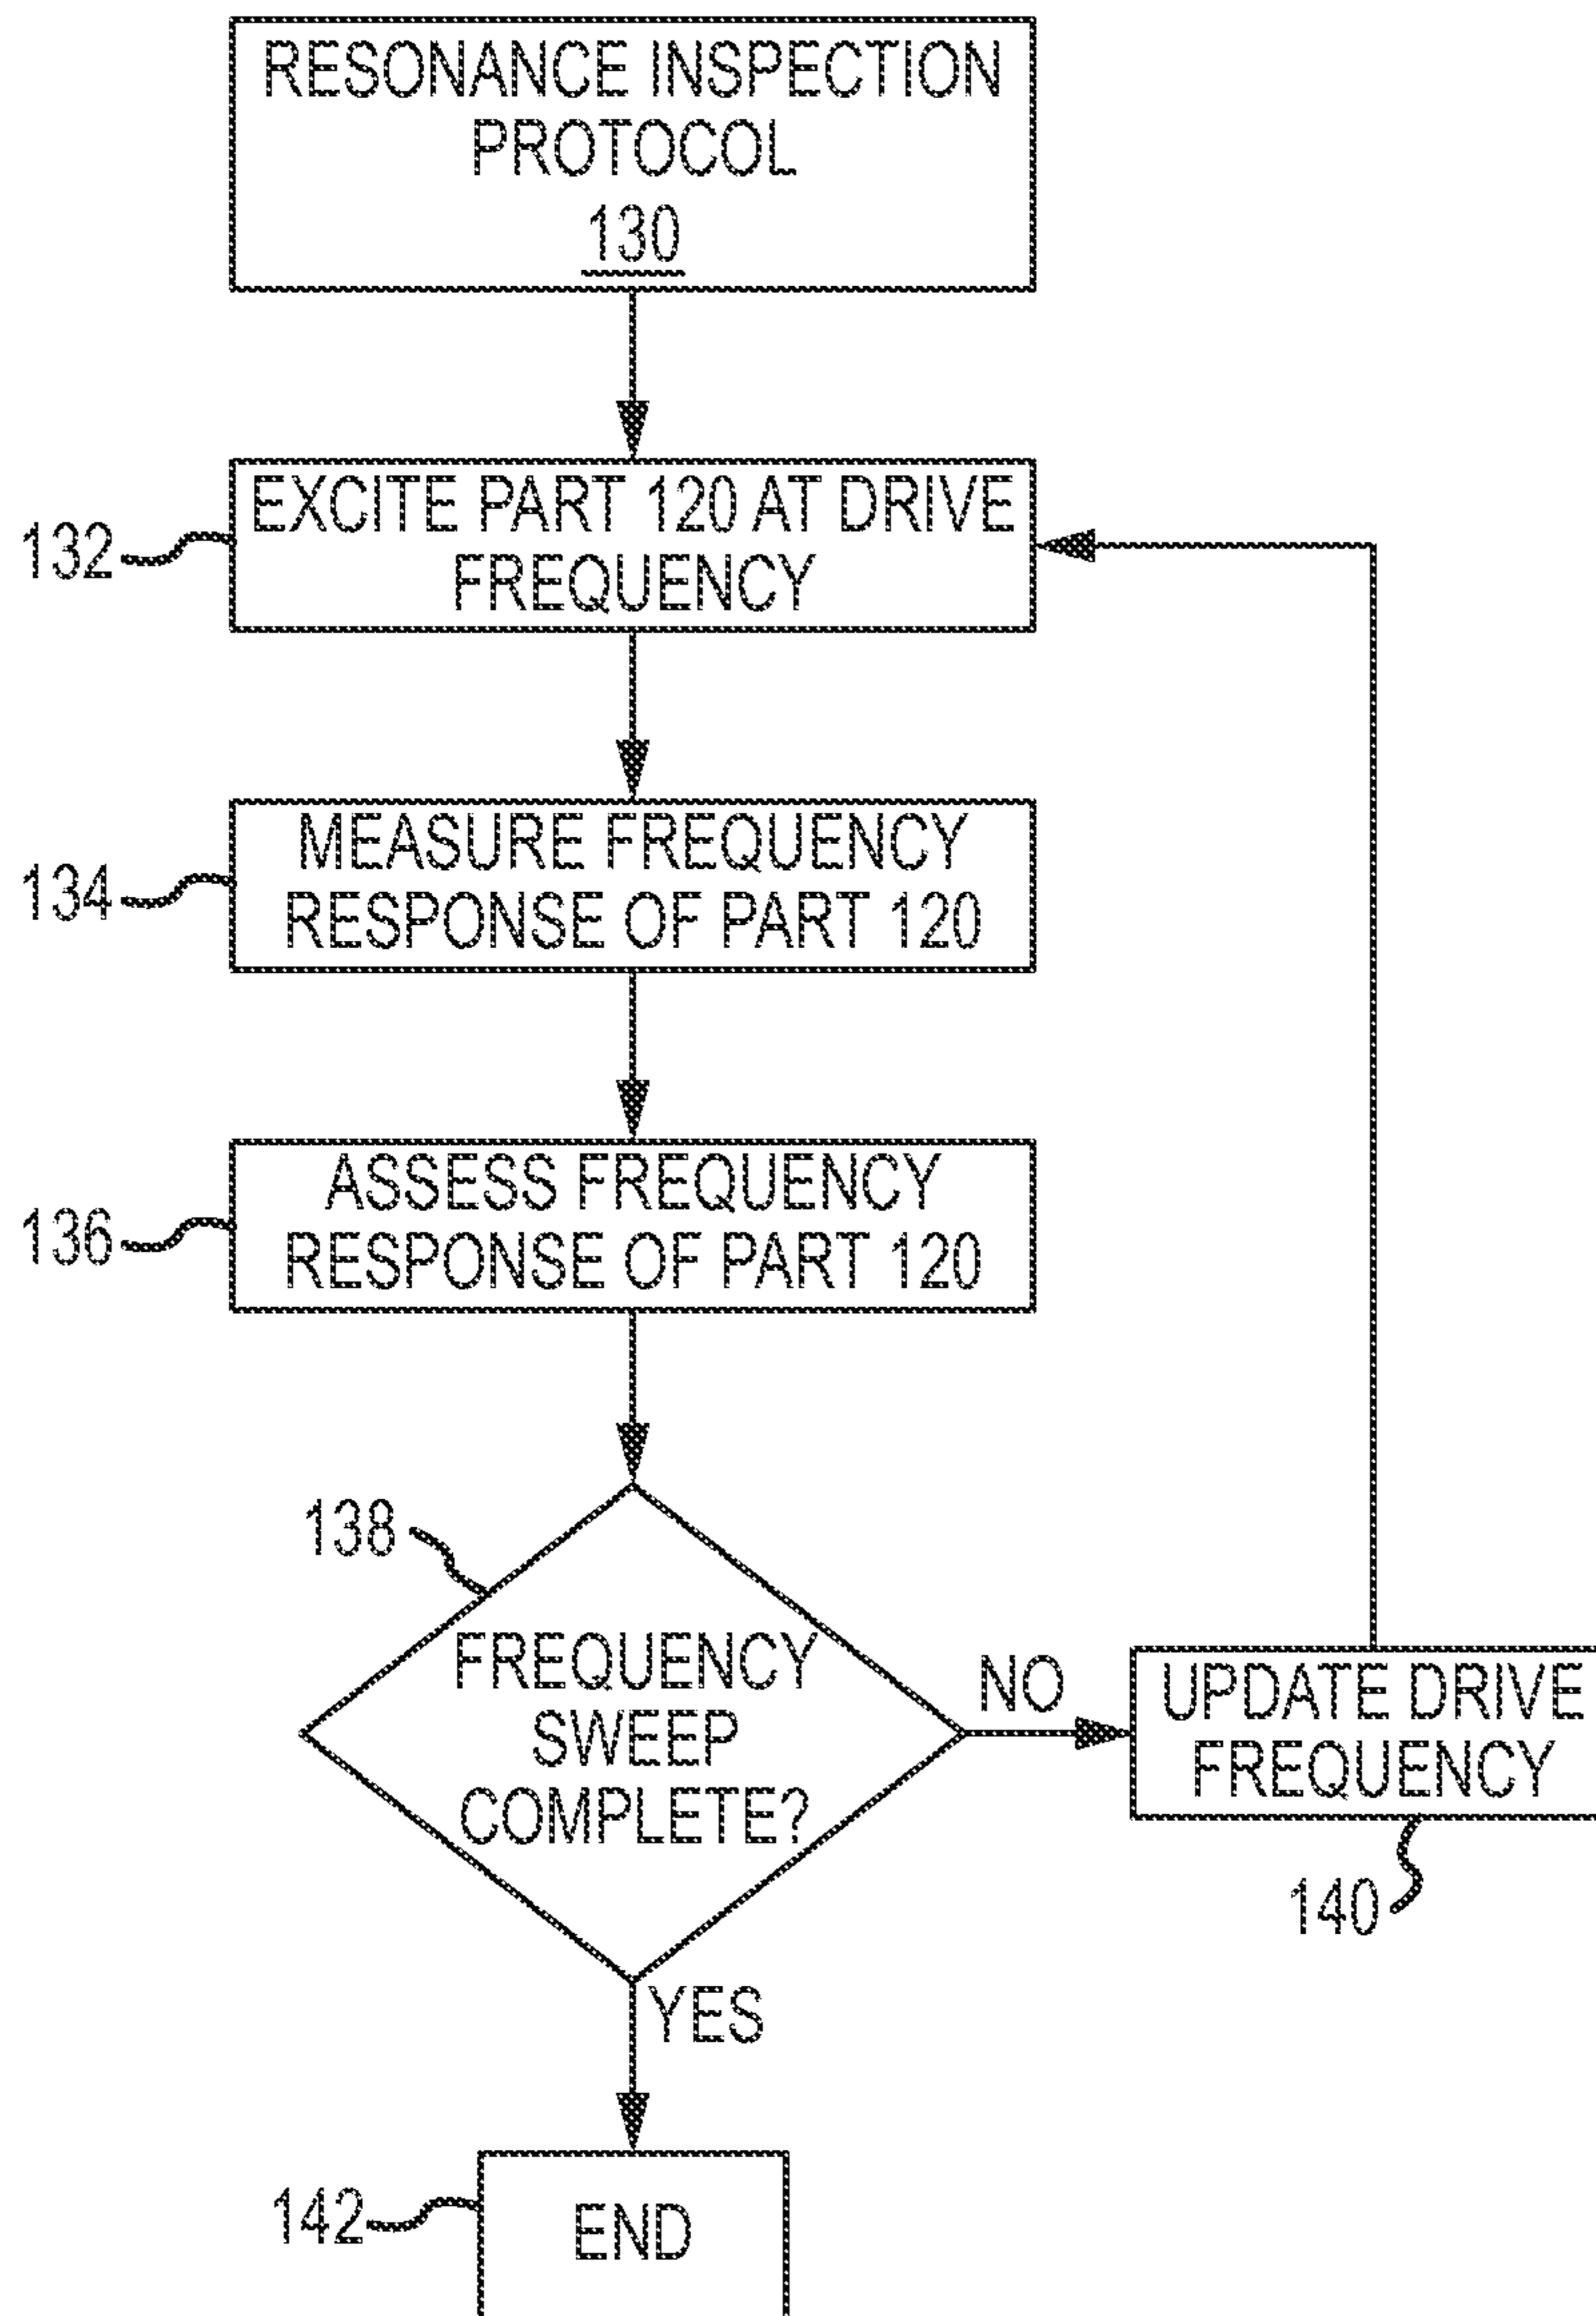 RESONANCE INSPECTION
PROTOCOL
130
EXCITE PART 120 AT DRIVE
FREQUENCY
132
MEASURE FREQUENCY
RESPONSE OF PART 120
134
ASSESS FREQUENCY
RESPONSE OF PART 120
136
138
FREQUENCY
SWEEP
COMPLETE?
NO
UPDATE DRIVE
FREQUENCY
140
YES
142
END